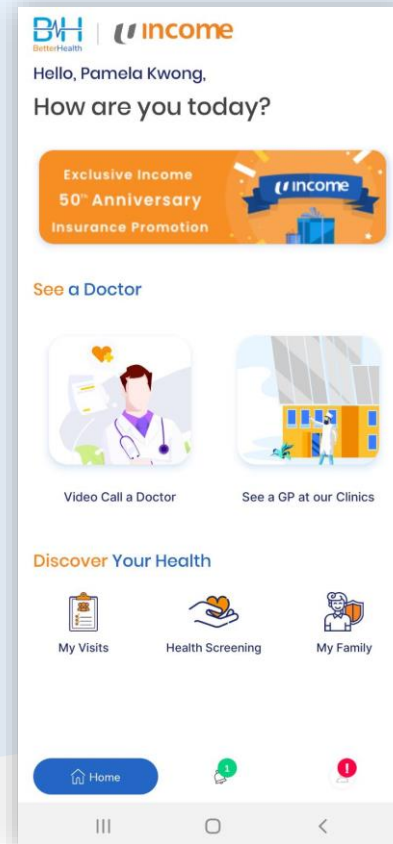 BH
BetterHealth
income
Hello, Pamela Kwong,
How are you today?
Exclusive Income
50th Anniversary
Insurance Promotion
income
See a Doctor
Video Call a Doctor
See a GP at our Clinics
Discover Your Health
My Visits
Health Screening
My Family
Home
1
!